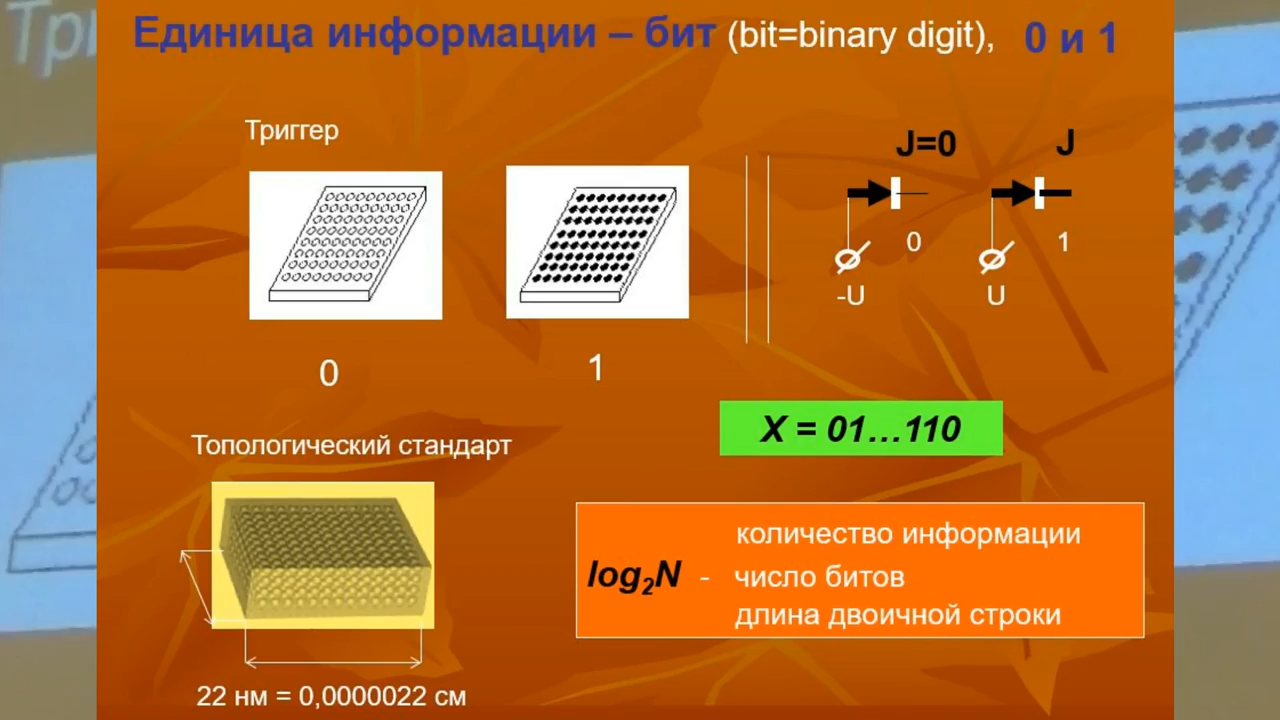 Единица информации – бит (bit=binary digit), 0 и 1
Триггер
J=0
J
0
1
-U
U
0
1
X = 01…110
Топологический стандарт
количество информации
log₂N - число битов
длина двоичной строки
22 нм = 0,0000022 см